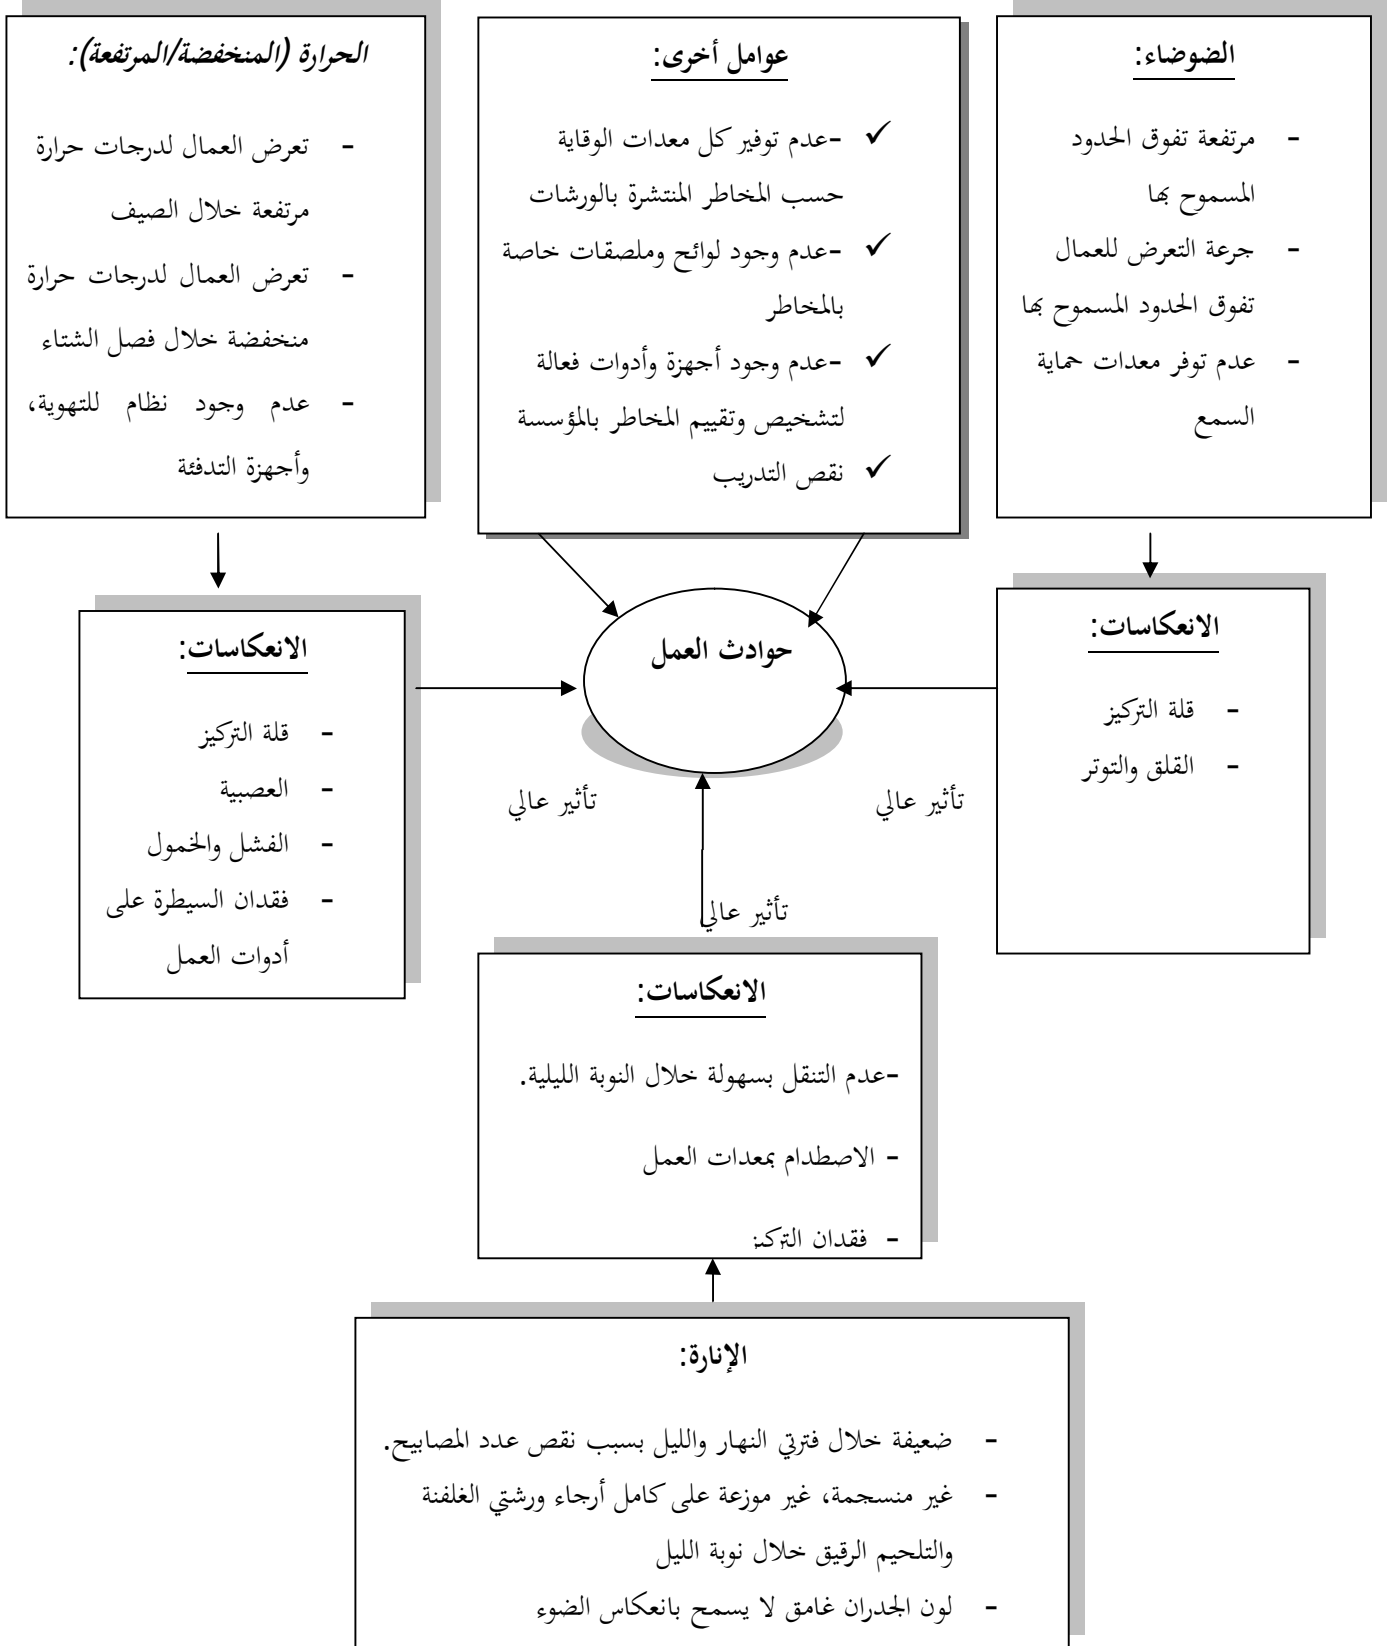 الضوضاء:
- مرتفعة تفوق الحدود
المسموح بها
- جرعة التعرض للعمال
تفوق الحدود المسموح بها
- عدم توفر معدات حماية
السمع
عوامل أخرى:
✓ -عدم توفير كل معدات الوقاية
حسب المخاطر المنتشرة بالورشات
✓ -عدم وجود لوائح وملصقات خاصة
بالمخاطر
✓ -عدم وجود أجهزة وأدوات فعالة
لتشخيص وتقييم المخاطر بالمؤسسة
✓ نقص التدريب
الحرارة (المنخفضة/المرتفعة):
- تعرض العمال لدرجات حرارة
مرتفعة خلال الصيف
- تعرض العمال لدرجات حرارة
منخفضة خلال فصل الشتاء
- عدم وجود نظام للتهوية،
وأجهزة التدفئة
الانعكاسات:
- قلة التركيز
- القلق والتوتر
حوادث العمل
الانعكاسات:
- قلة التركيز
- العصبية
- الفشل والخمول
- فقدان السيطرة على
أدوات العمل
تأثير عالي
تأثير عالي
تأثير عالي
الانعكاسات:
-عدم التنقل بسهولة خلال النوبة الليلية.
- الاصطدام بمعدات العمل
- فقدان التركيز
الإنارة:
- ضعيفة خلال فترتي النهار والليل بسبب نقص عدد المصابيح.
- غير منسجمة، غير موزعة على كامل أرجاء ورشتي الغلفنة
والتلحيم الرقيق خلال نوبة الليل
- لون الجدران غامق لا يسمح بانعكاس الضوء